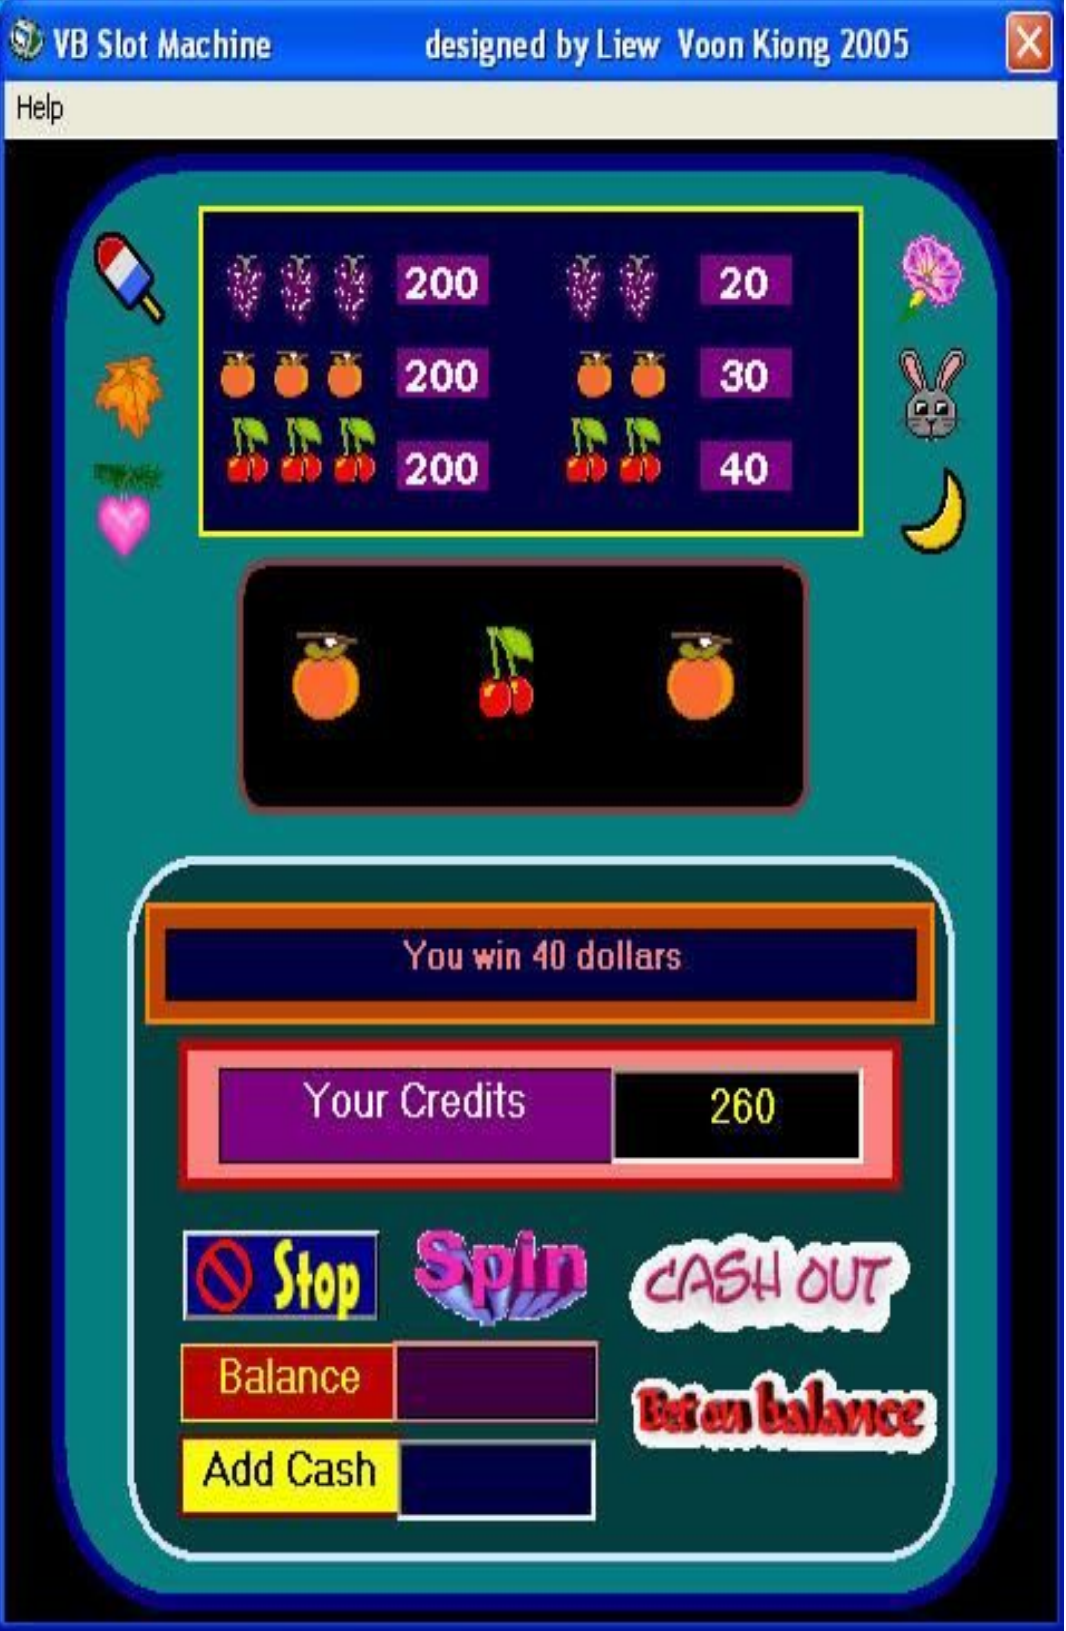 VB Slot Machine designed by Liew Voon Kiong 2005
Help
200 20
200 30
200 40
You win 40 dollars
Your Credits 260
Stop Spin CASH OUT
Balance Bet on balance
Add Cash